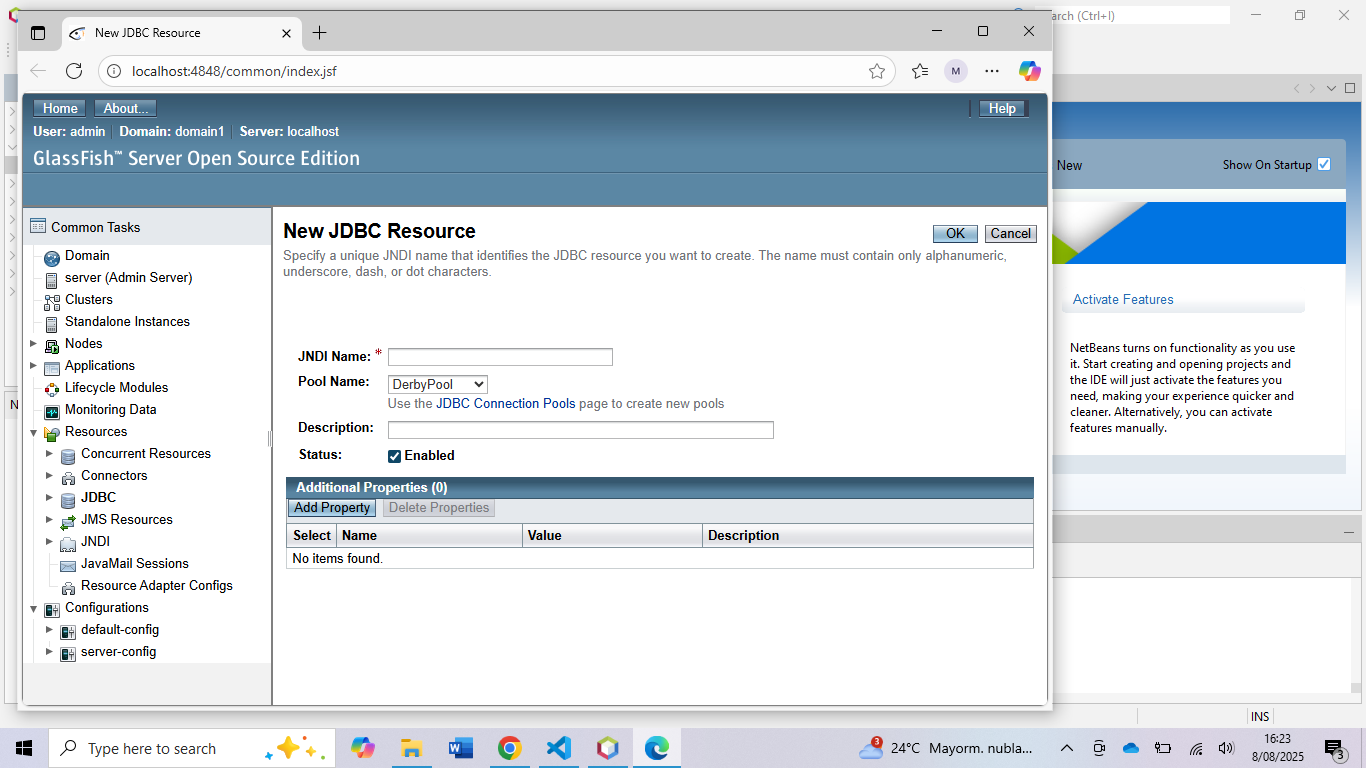 New JDBC Resource
arch (Ctrl+I)
localhost:4848/common/index.jsf
M
Home About... Help
User: admin Domain: domain1 Server: localhost
GlassFish™ Server Open Source Edition
New
Show On Startup
Common Tasks
Domain
server (Admin Server)
Clusters
Standalone Instances
Nodes
Applications
Lifecycle Modules
Monitoring Data
Resources
Concurrent Resources
Connectors
JDBC
JMS Resources
JNDI
JavaMail Sessions
Resource Adapter Configs
Configurations
default-config
server-config
New JDBC Resource
OK Cancel
Specify a unique JNDI name that identifies the JDBC resource you want to create. The name must contain only alphanumeric,
underscore, dash, or dot characters.
JNDI Name: *
Pool Name: DerbyPool
Use the JDBC Connection Pools page to create new pools
Description:
Status: Enabled
Additional Properties (0)
Add Property Delete Properties
Select Name Value Description
No items found.
Activate Features
NetBeans turns on functionality as you use
it. Start creating and opening projects and
the IDE will just activate the features you
need, making your experience quicker and
cleaner. Alternatively, you can activate
features manually.
N
INS
Type here to search
3
24°C Mayorm. nubla...
16:23
8/08/2025
3